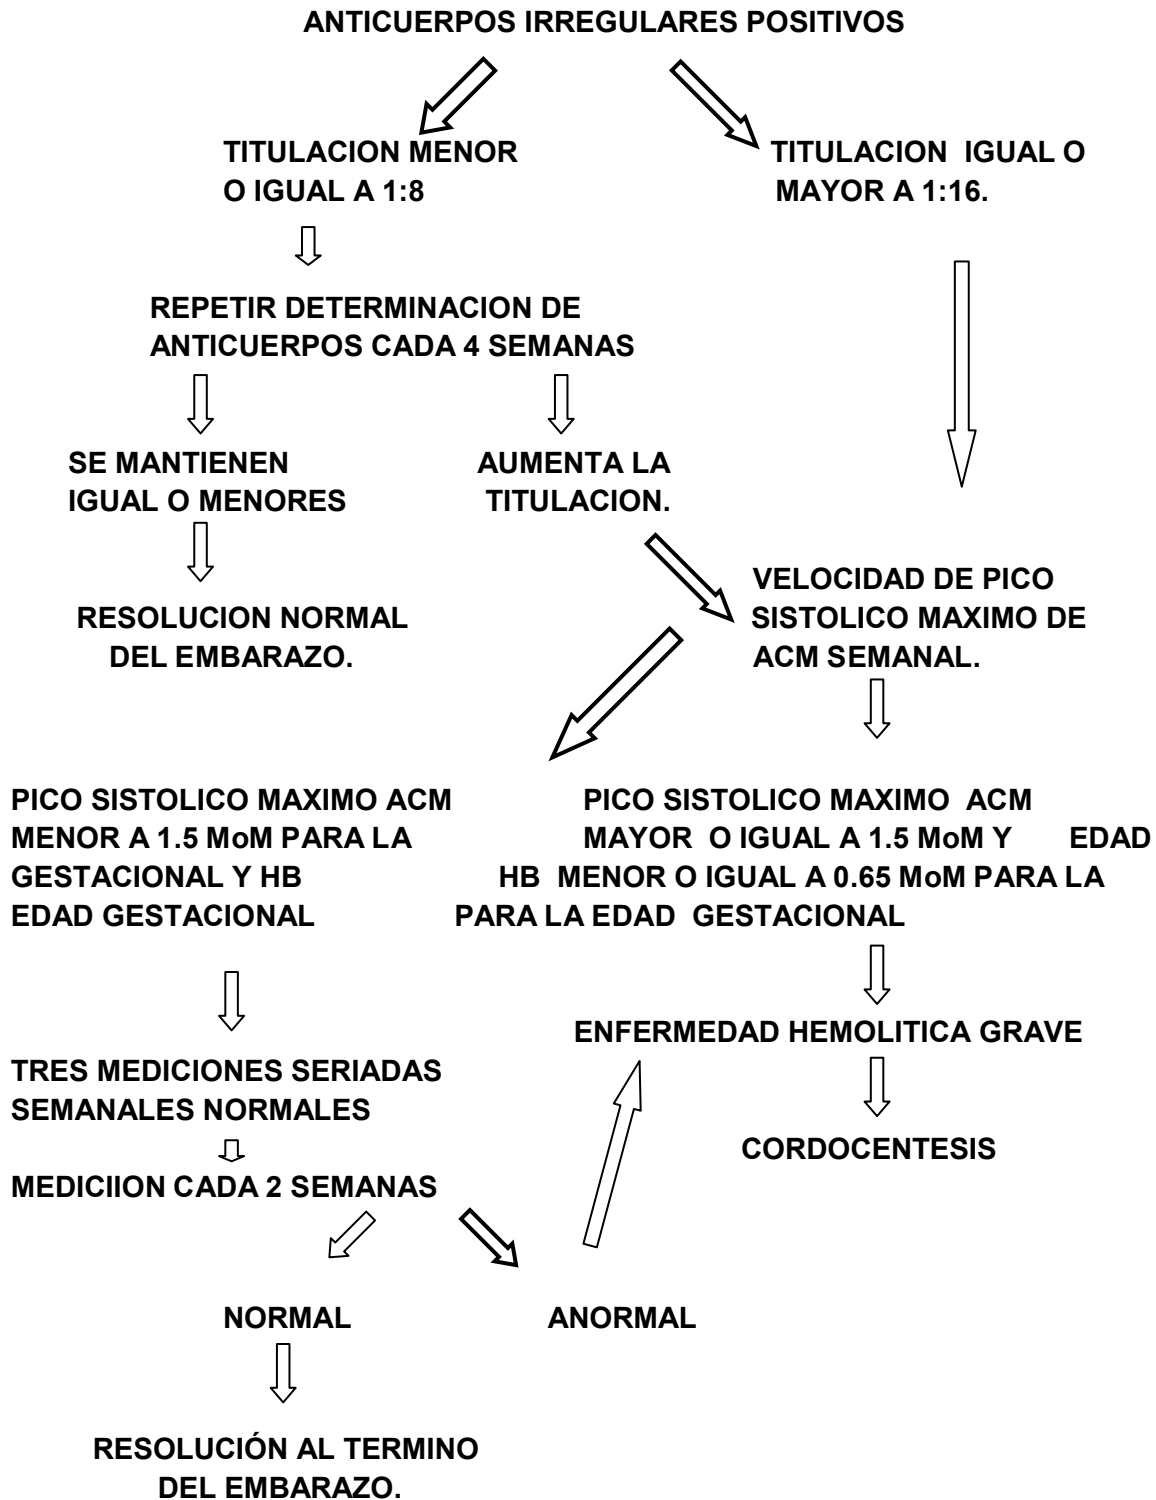 ANTICUERPOS IRREGULARES POSITIVOS
TITULACION MENOR
O IGUAL A 1:8
TITULACION IGUAL O
MAYOR A 1:16.
REPETIR DETERMINACION DE
ANTICUERPOS CADA 4 SEMANAS
SE MANTIENEN
IGUAL O MENORES
AUMENTA LA
TITULACION.
RESOLUCION NORMAL
DEL EMBARAZO.
VELOCIDAD DE PICO
SISTOLICO MAXIMO DE
ACM SEMANAL.
PICO SISTOLICO MAXIMO ACM
MENOR A 1.5 MoM PARA LA
GESTACIONAL Y HB
EDAD GESTACIONAL
PICO SISTOLICO MAXIMO ACM
MAYOR O IGUAL A 1.5 MoM Y EDAD
HB MENOR O IGUAL A 0.65 MoM PARA LA
PARA LA EDAD GESTACIONAL
ENFERMEDAD HEMOLITICA GRAVE
TRES MEDICIONES SERIADAS
SEMANALES NORMALES
CORDOCENTESIS
MEDICIION CADA 2 SEMANAS
NORMAL
ANORMAL
RESOLUCIÓN AL TERMINO
DEL EMBARAZO.